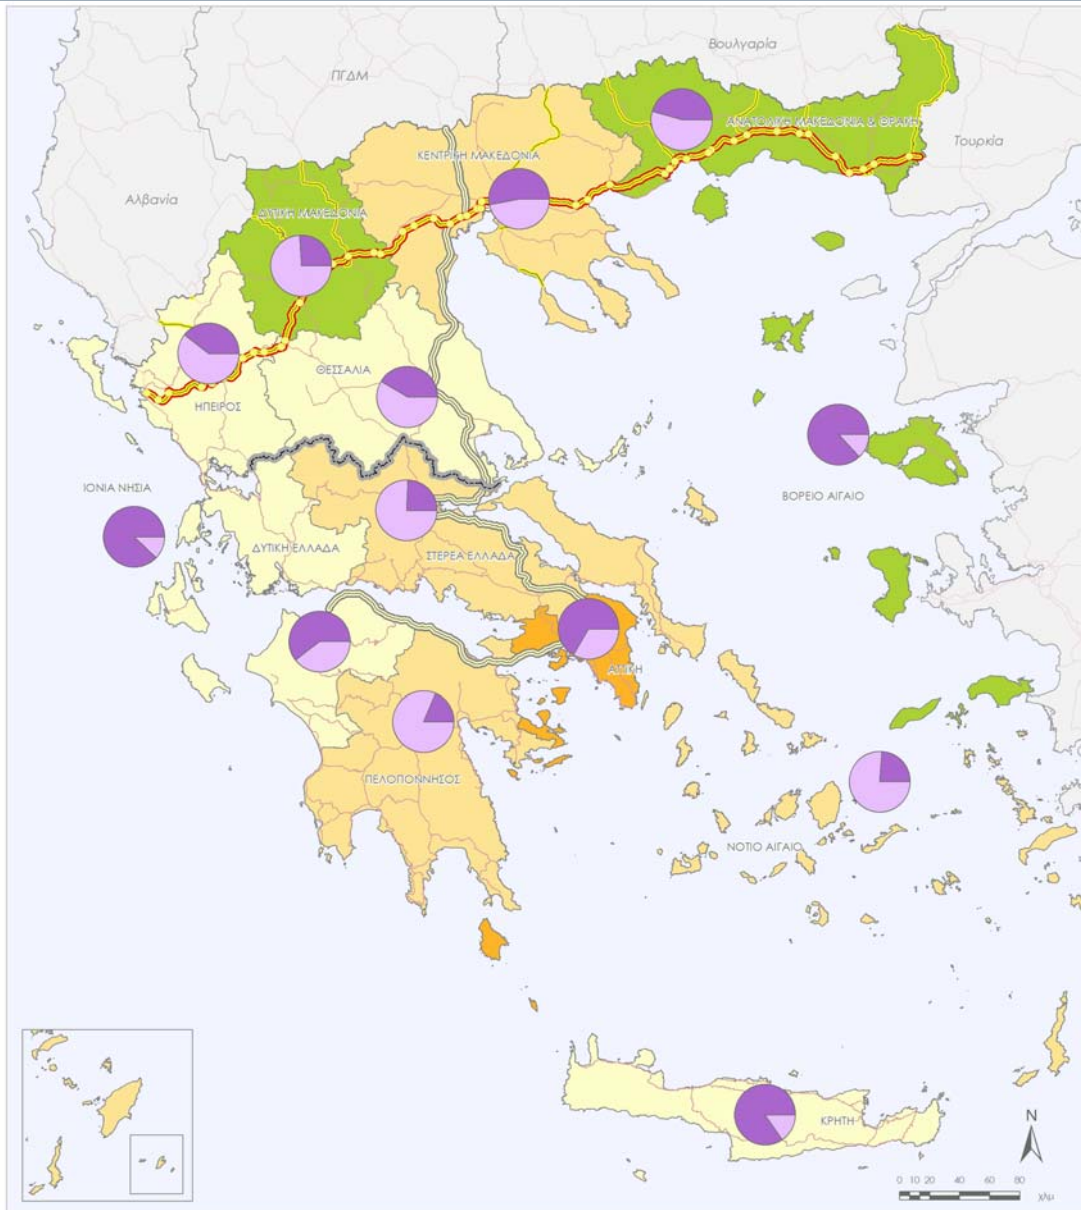 Βουλγαρία
ΠΓΔΜ
ΑΝΑΤΟΛΙΚΗ ΜΑΚΕΔΟΝΙΑ & ΘΡΑΚΗ
Τουρκία
ΚΕΝΤΡΙΚΗ ΜΑΚΕΔΟΝΙΑ
Αλβανία
ΔΥΤΙΚΗ ΜΑΚΕΔΟΝΙΑ
ΘΕΣΣΑΛΙΑ
ΗΠΕΙΡΟΣ
ΙΟΝΙΑ ΝΗΣΙΑ
ΒΟΡΕΙΟ ΑΙΓΑΙΟ
ΔΥΤΙΚΗ ΕΛΛΑΔΑ
ΣΤΕΡΕΑ ΕΛΛΑΔΑ
ΑΤΤΙΚΗ
ΠΕΛΟΠΟΝΝΗΣΟΣ
ΝΟΤΙΟ ΑΙΓΑΙΟ
ΚΡΗΤΗ
N
0 10 20 40 60 80
χλμ